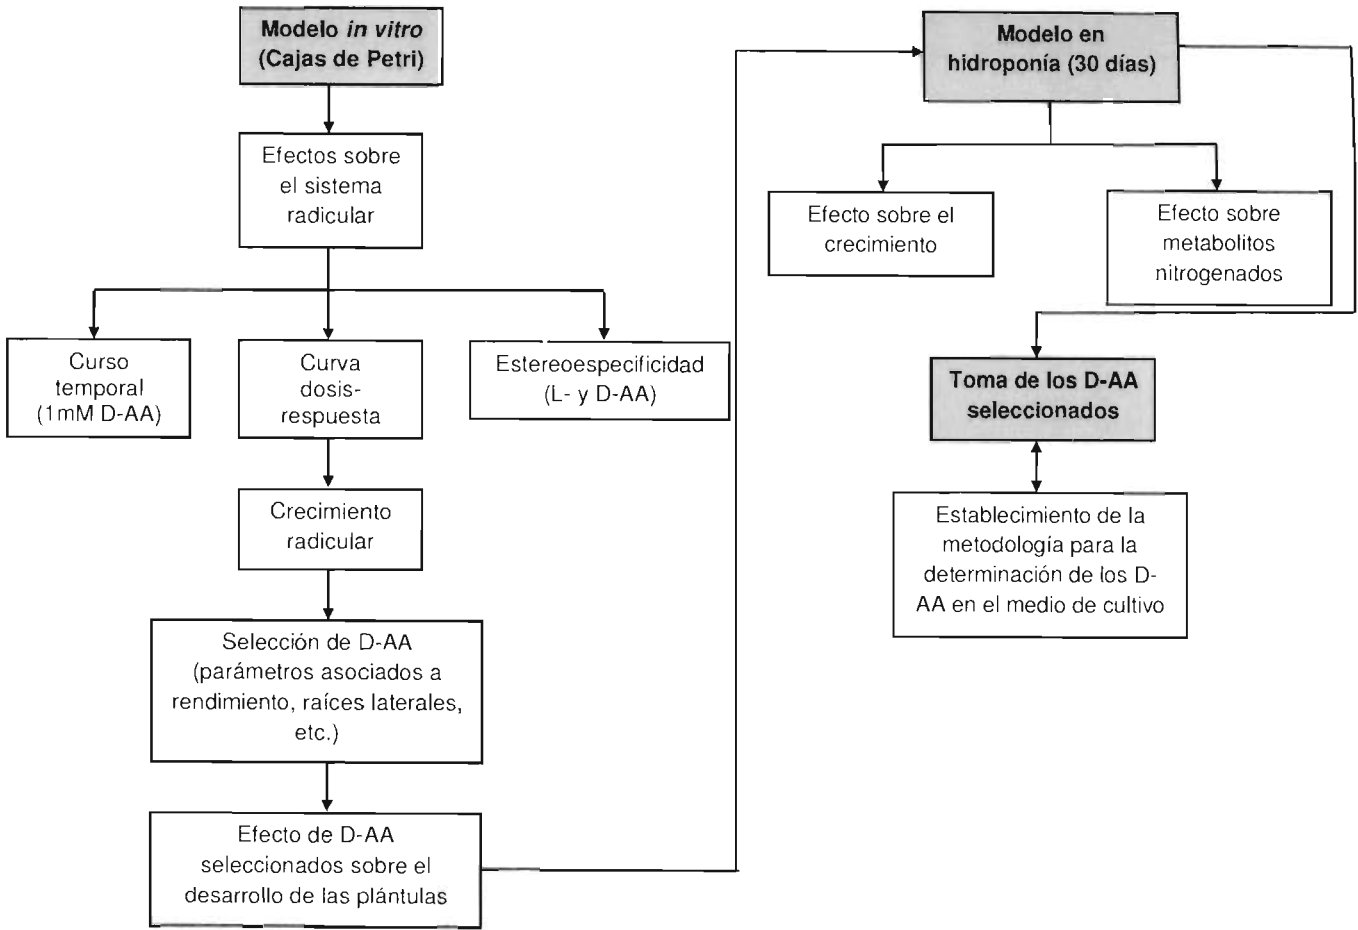 Modelo in vitro
(Cajas de Petri)
Efectos sobre
el sistema
radicular
Curso
temporal
(1mM D-AA)
Curva
dosis-
respuesta
Estereoespecificidad
(L- y D-AA)
Crecimiento
radicular
Selección de D-AA
(parámetros asociados a
rendimiento, raíces laterales,
etc.)
Efecto de D-AA
seleccionados sobre el
desarrollo de las plántulas
Modelo en
hidroponía (30 días)
Efecto sobre el
crecimiento
Efecto sobre
metabolitos
nitrogenados
Toma de los D-AA
seleccionados
Establecimiento de la
metodología para la
determinación de los D-
AA en el medio de cultivo